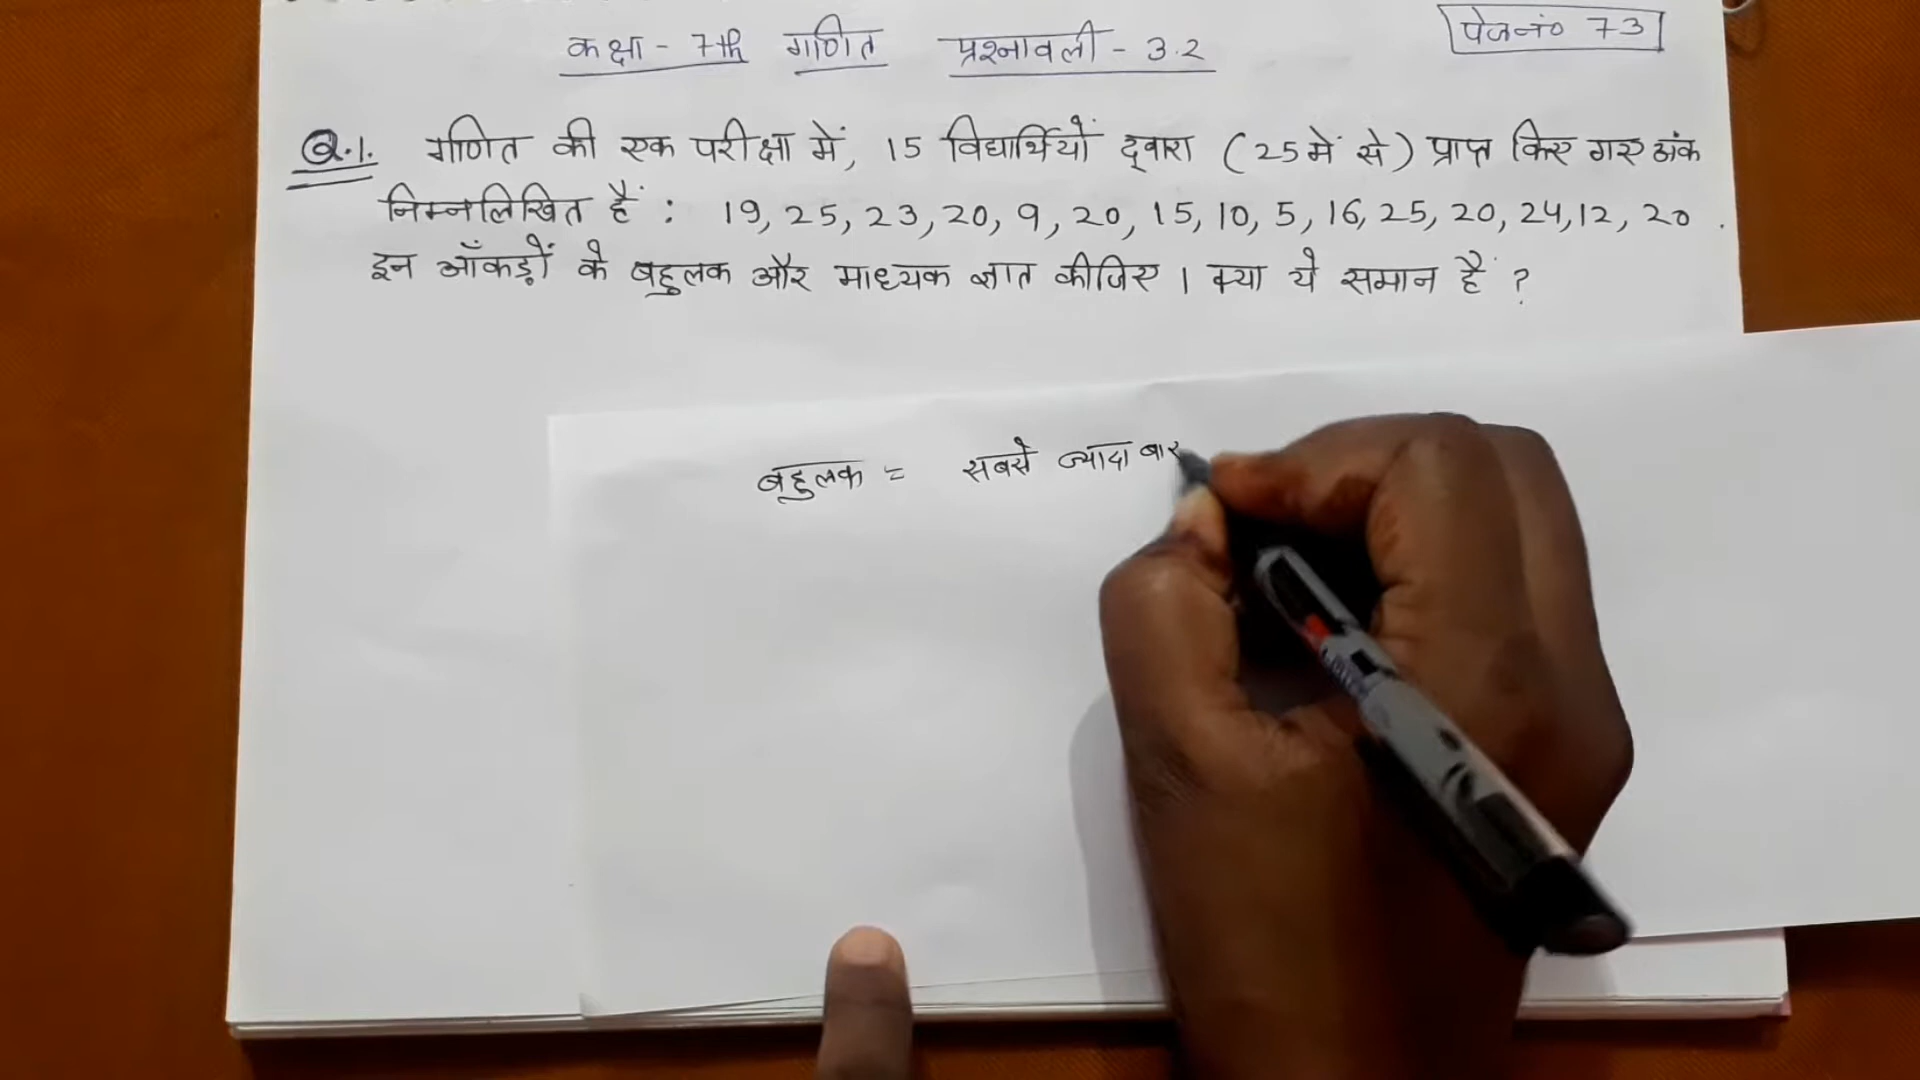 कक्षा - 7th गणित प्रश्नावली - 3.2
पेज नं० 73
Q.1. गणित की एक परीक्षा में, 15 विद्यार्थियों द्वारा (25 में से) प्राप्त किए गए अंक
निम्नलिखित हैं : 19, 25, 23, 20, 9, 20, 15, 10, 5, 16, 25, 20, 24, 12, 20 .
इन आँकड़ों के बहुलक और माध्यक ज्ञात कीजिए । क्या ये समान हैं ?
बहुलक = सबसे ज्यादा बार